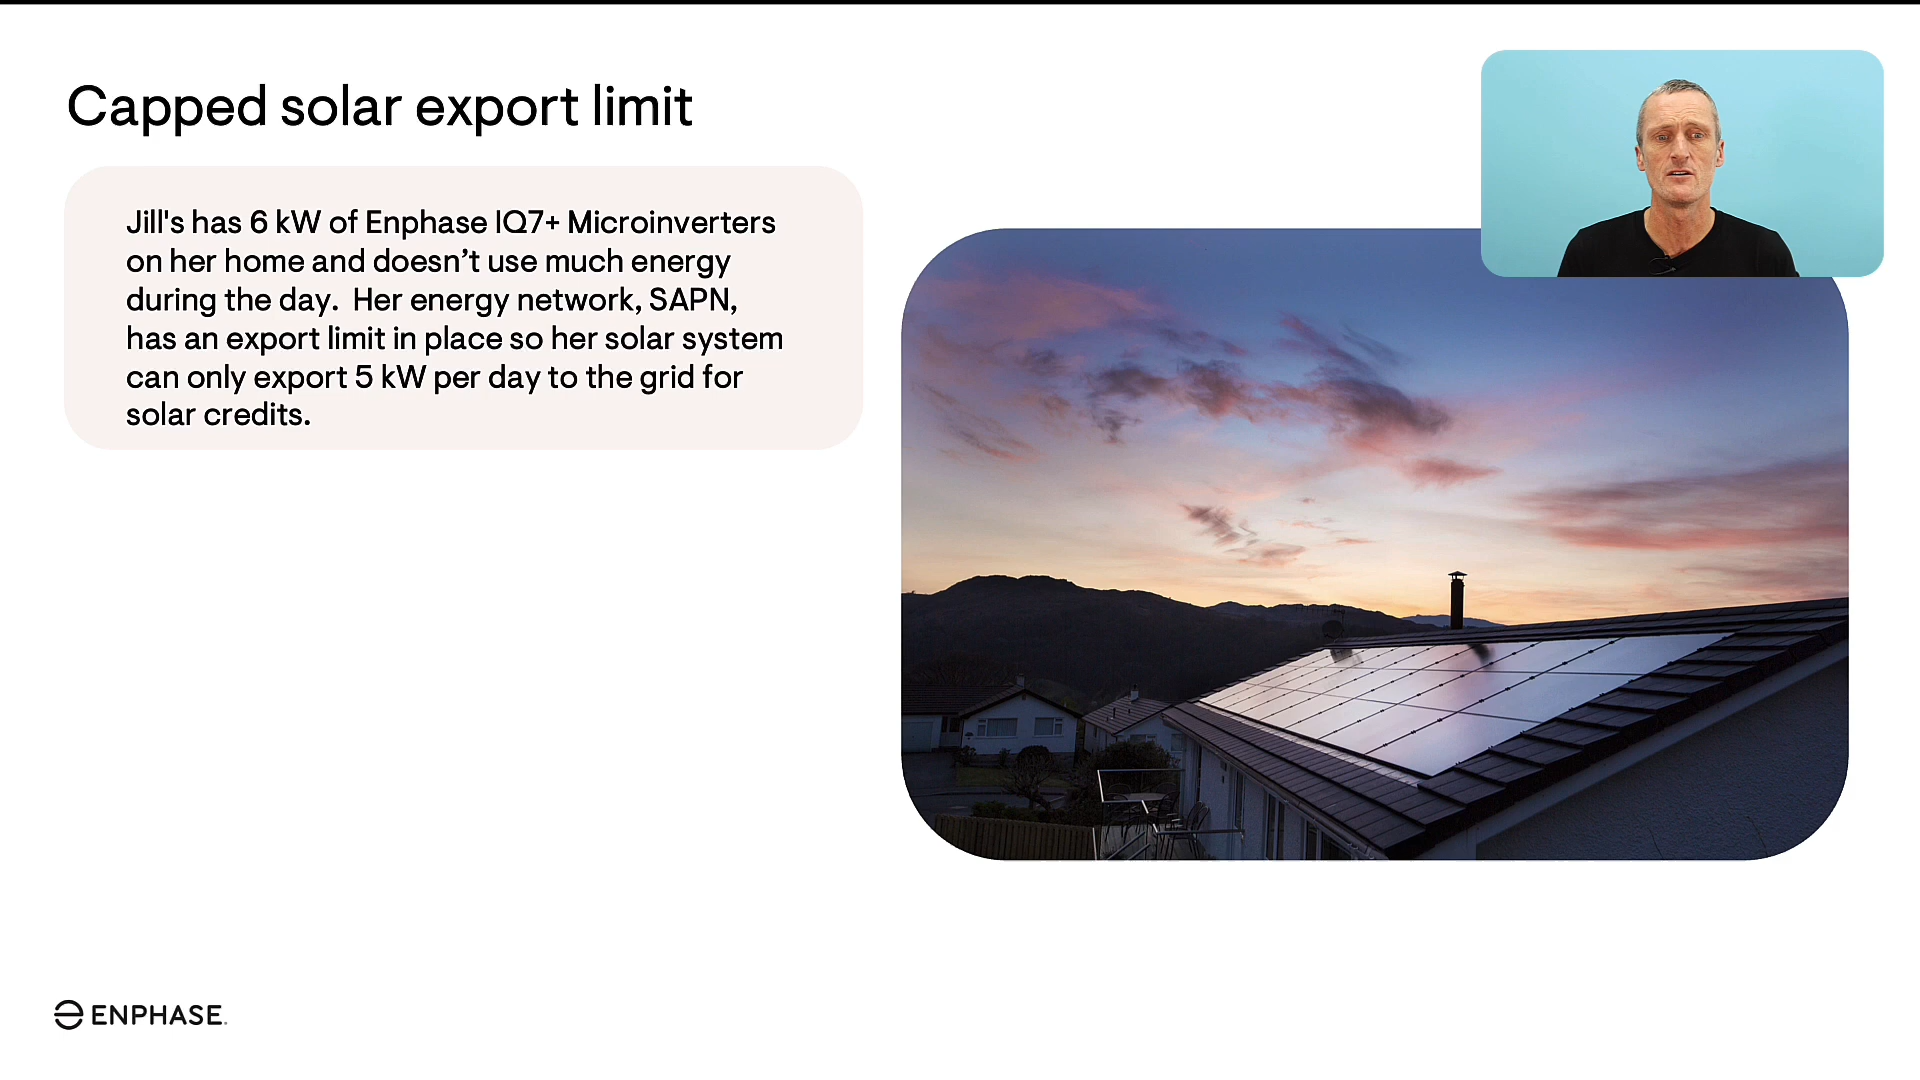 Capped solar export limit
Jill's has 6 kW of Enphase IQ7+ Microinverters
on her home and doesn’t use much energy
during the day.  Her energy network, SAPN,
has an export limit in place so her solar system
can only export 5 kW per day to the grid for
solar credits.
ENPHASE.